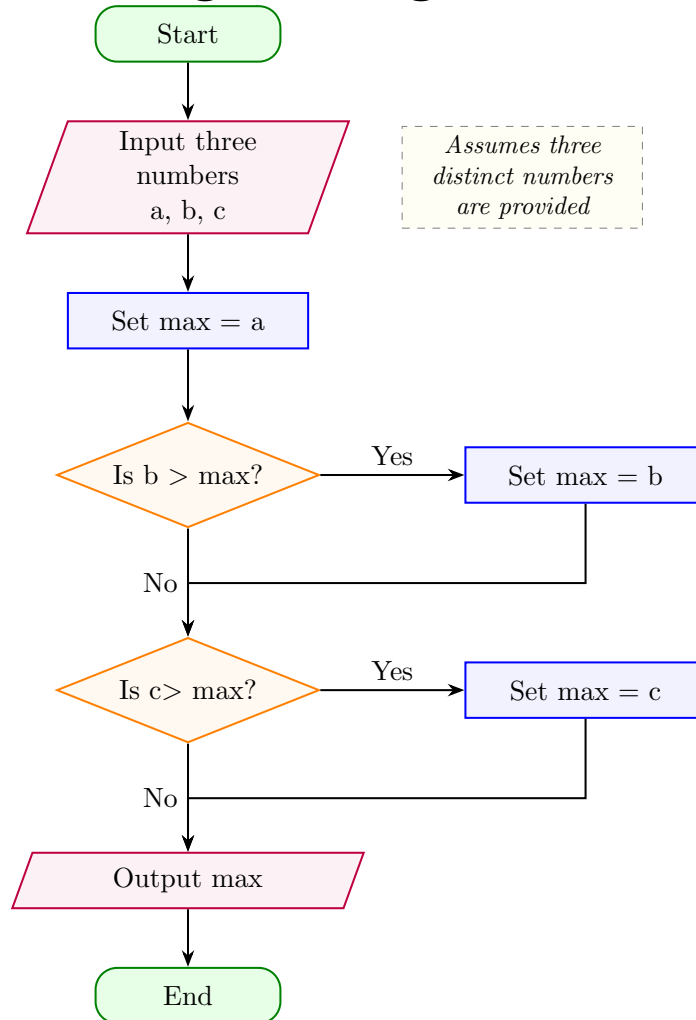 Start
Input three
numbers
a, b, c
Assumes three
distinct numbers
are provided
Set max = a
Is b > max?
Yes
Set max = b
No
Is c> max?
Yes
Set max = c
No
Output max
End